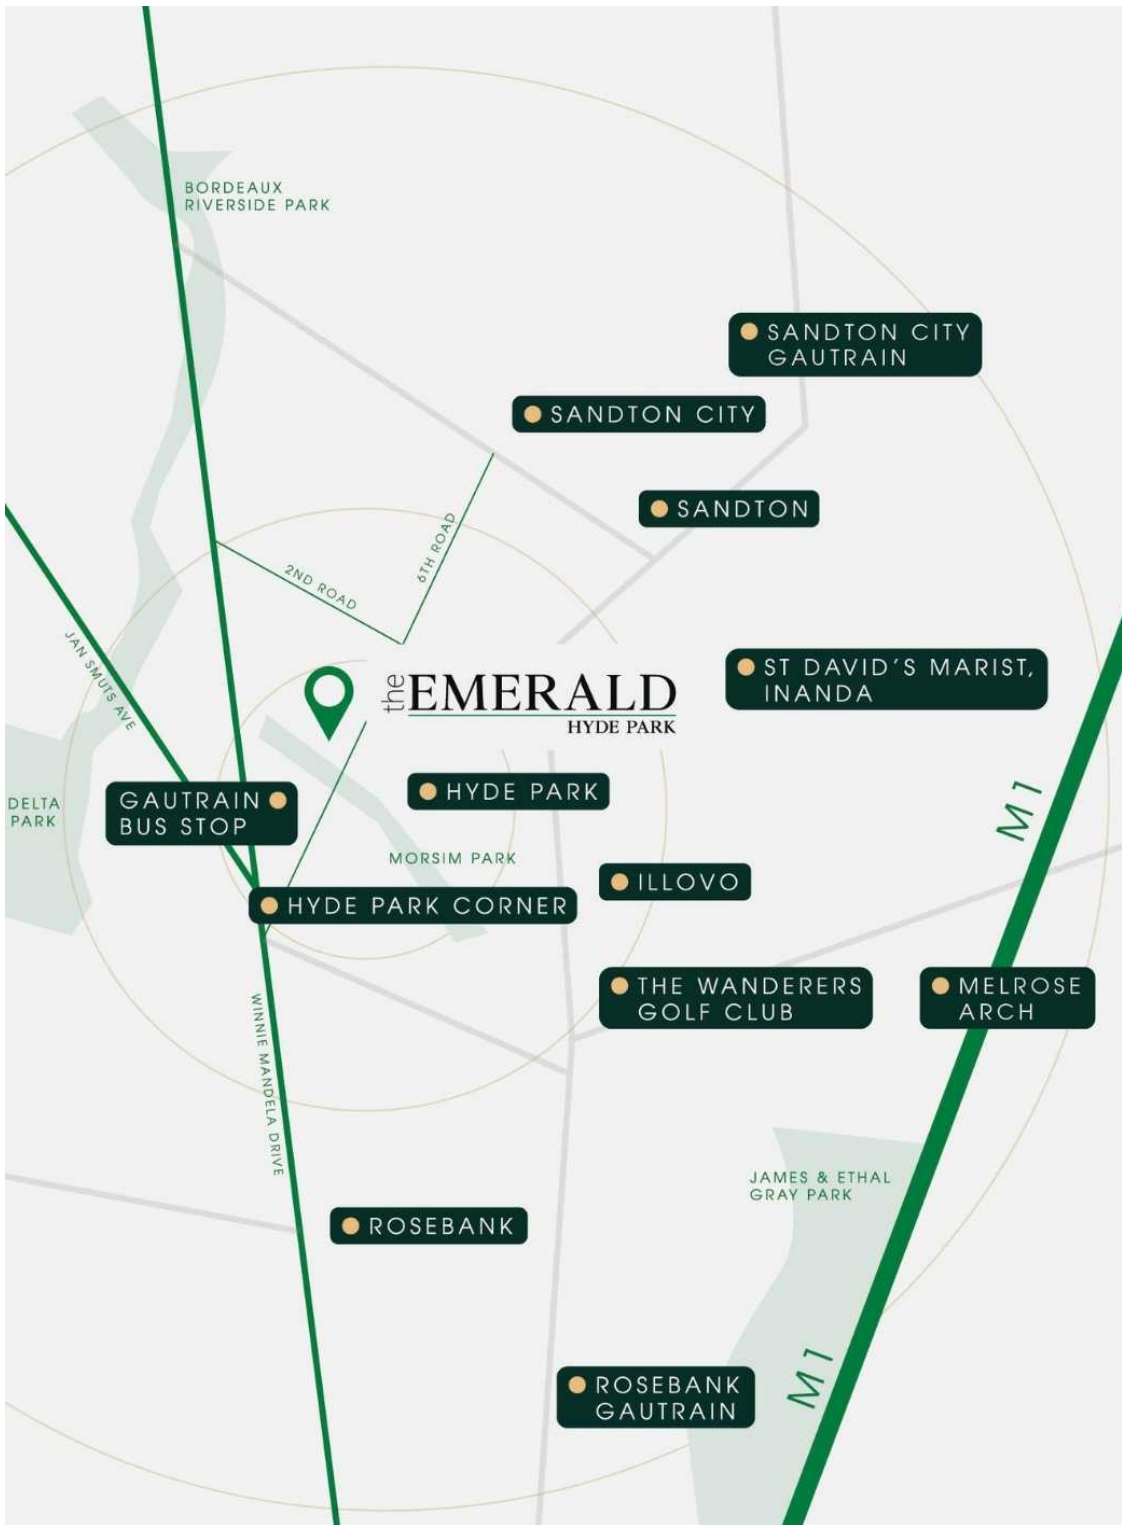 BORDEAUX
RIVERSIDE PARK
SANDTON CITY
GAUTRAIN
SANDTON CITY
SANDTON
6TH ROAD
2ND ROAD
JAN SMUTS AVE
ST DAVID'S MARIST,
INANDA
the EMERALD
HYDE PARK
GAUTRAIN
BUS STOP
HYDE PARK
DELTA
PARK
M1
MORSIM PARK
ILLOVO
HYDE PARK CORNER
THE WANDERERS
GOLF CLUB
MELROSE
ARCH
WINNIE MANDELA DRIVE
JAMES & ETHAL
GRAY PARK
ROSEBANK
M1
ROSEBANK
GAUTRAIN